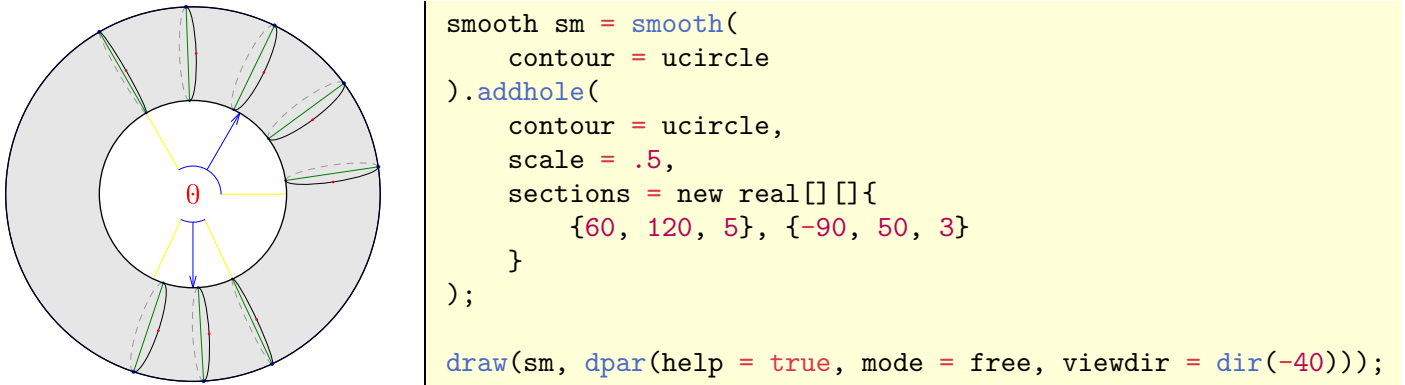 0
smooth sm = smooth(
    contour = ucircle
).addhole(
    contour = ucircle,
    scale = .5,
    sections = new real[][]{
        {60, 120, 5}, {-90, 50, 3}
    }
);

draw(sm, dpar(help = true, mode = free, viewdir = dir(-40)));